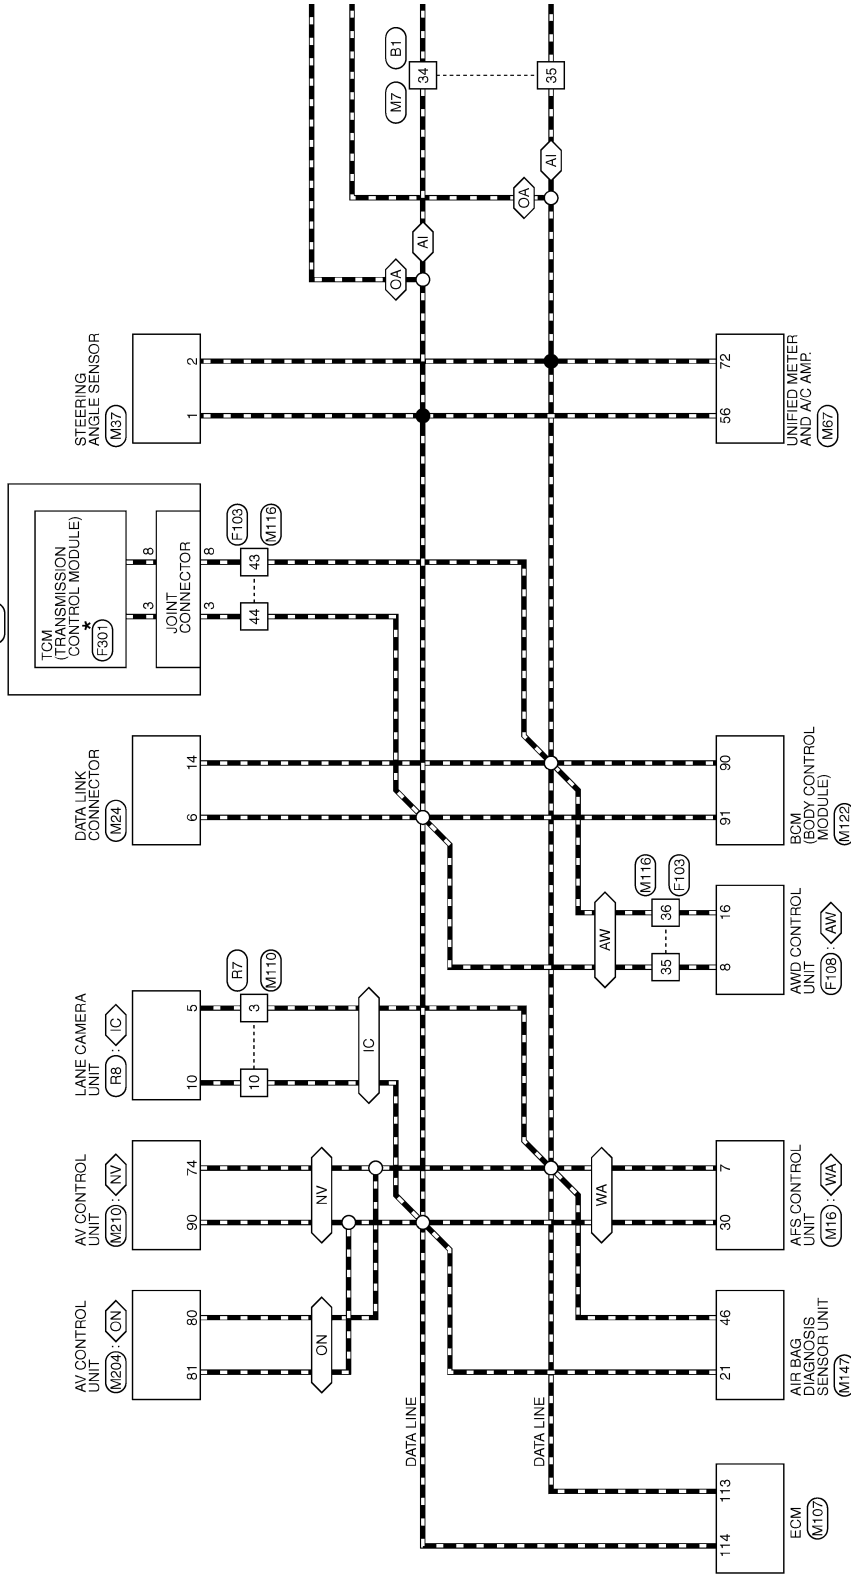 AV CONTROL
UNIT
M204 : ON
81 80
ON
AV CONTROL
UNIT
M210 : NV
90 74
NV
LANE CAMERA
UNIT
R8 : IC
10 5
R7
10 3
M110
IC
DATA LINK
CONNECTOR
M24
6 14
TCM
(TRANSMISSION
CONTROL MODULE)
*
F301
3 8
JOINT
CONNECTOR
3 8
F103
44 43
M116
STEERING
ANGLE SENSOR
M37
1 2
OA
AI
M7 B1
34
DATA LINE
OA
AI
35
DATA LINE
114 113
ECM
M107
21 46
AIR BAG
DIAGNOSIS
SENSOR UNIT
M147
WA
30 7
AFS CONTROL
UNIT
M16 : WA
AW
M116
35 36
F103
8 16
AWD CONTROL
UNIT
F108 : AW
91 90
BCM
(BODY CONTROL
MODULE)
M122
56 72
UNIFIED METER
AND A/C AMP.
M67